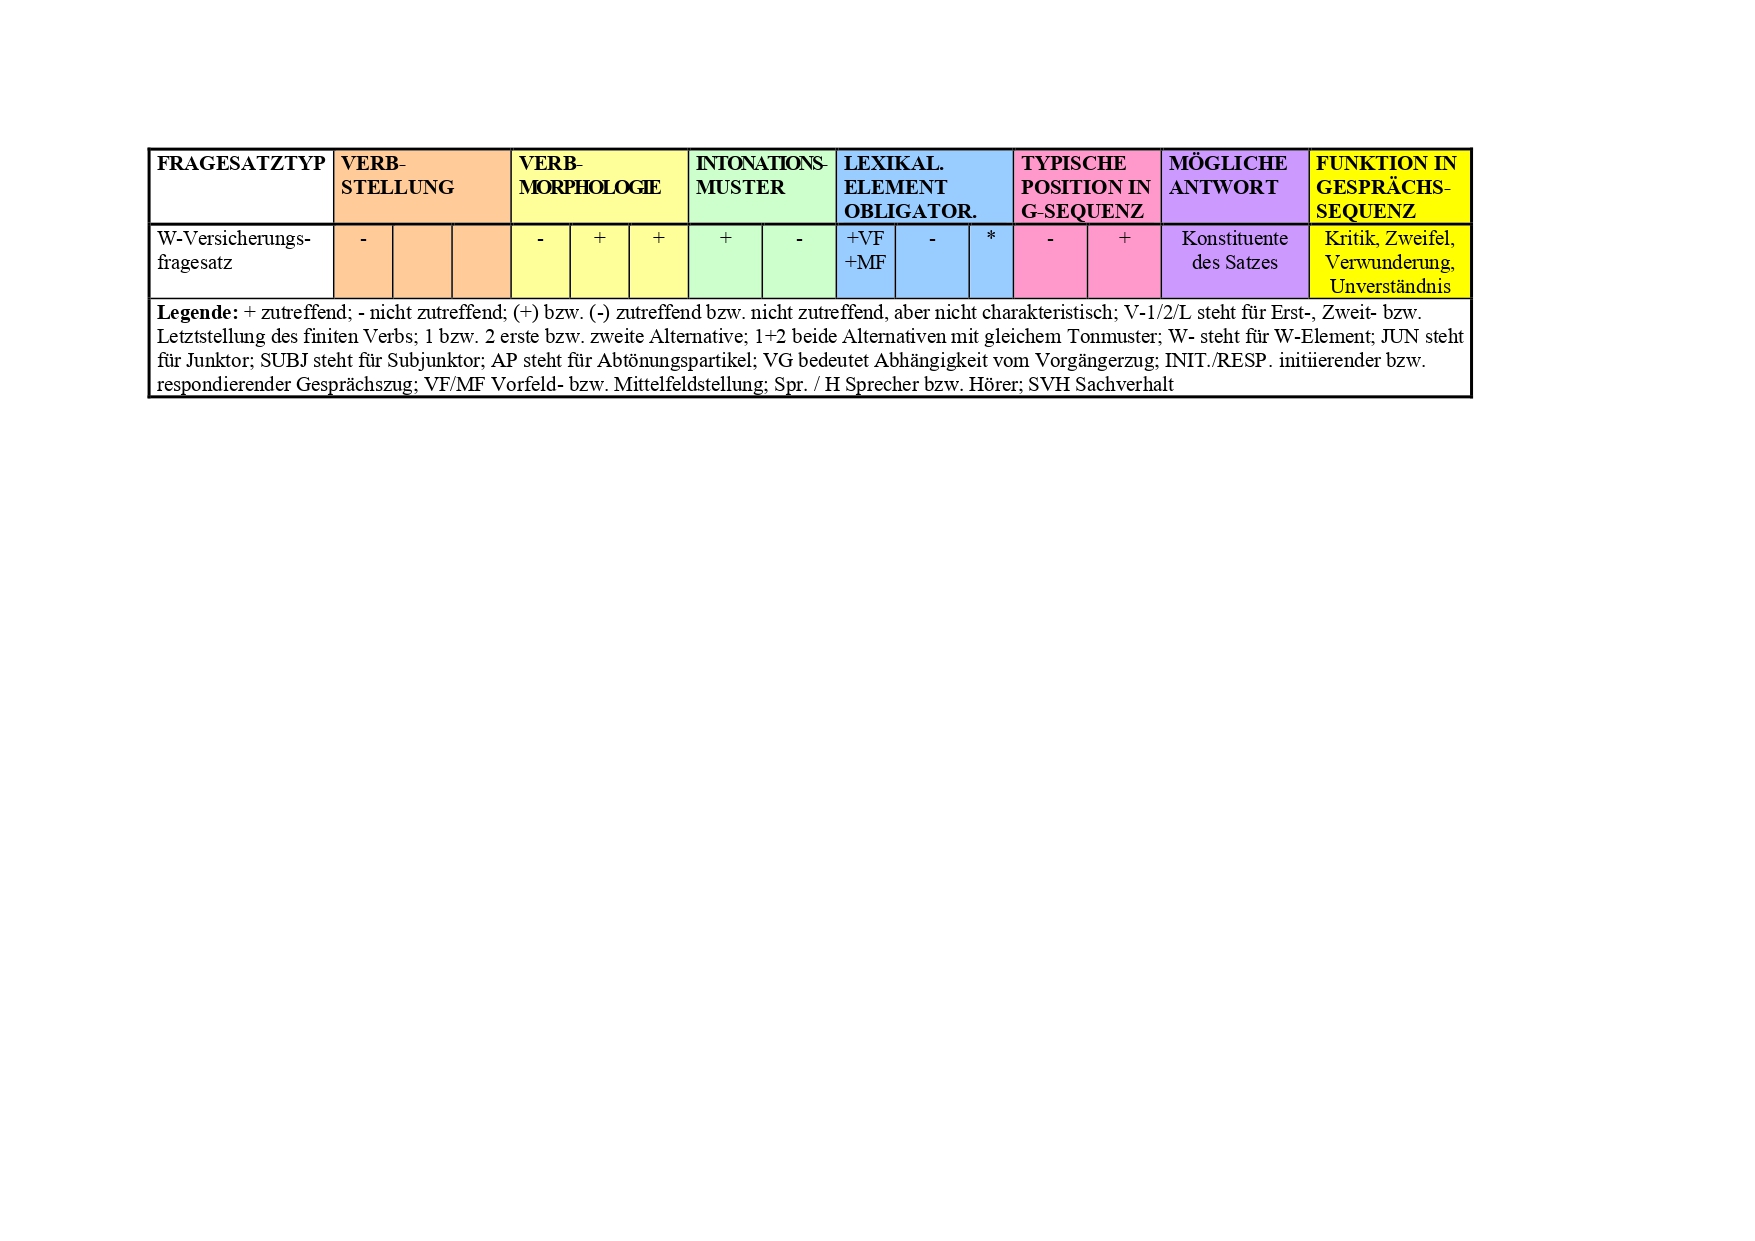 FRAGESATZTYP VERB- VERB- INTONATIONS- LEXIKAL. TYPISCHE MÖGLICHE FUNKTION IN
STELLUNG MORPHOLOGIE MUSTER ELEMENT POSITION IN ANTWORT GESPRÄCHS-
OBLIGATOR. G-SEQUENZ SEQUENZ
W-Versicherungs- - - + + + - +VF - * - + Konstituente Kritik, Zweifel,
fragesatz +MF des Satzes Verwunderung,
Unverständnis
Legende: + zutreffend; - nicht zutreffend; (+) bzw. (-) zutreffend bzw. nicht zutreffend, aber nicht charakteristisch; V-1/2/L steht für Erst-, Zweit- bzw.
Letztstellung des finiten Verbs; 1 bzw. 2 erste bzw. zweite Alternative; 1+2 beide Alternativen mit gleichem Tonmuster; W- steht für W-Element; JUN steht
für Junktor; SUBJ steht für Subjunktor; AP steht für Abtönungspartikel; VG bedeutet Abhängigkeit vom Vorgängerzug; INIT./RESP. initiierender bzw.
respondierender Gesprächszug; VF/MF Vorfeld- bzw. Mittelfeldstellung; Spr. / H Sprecher bzw. Hörer; SVH Sachverhalt